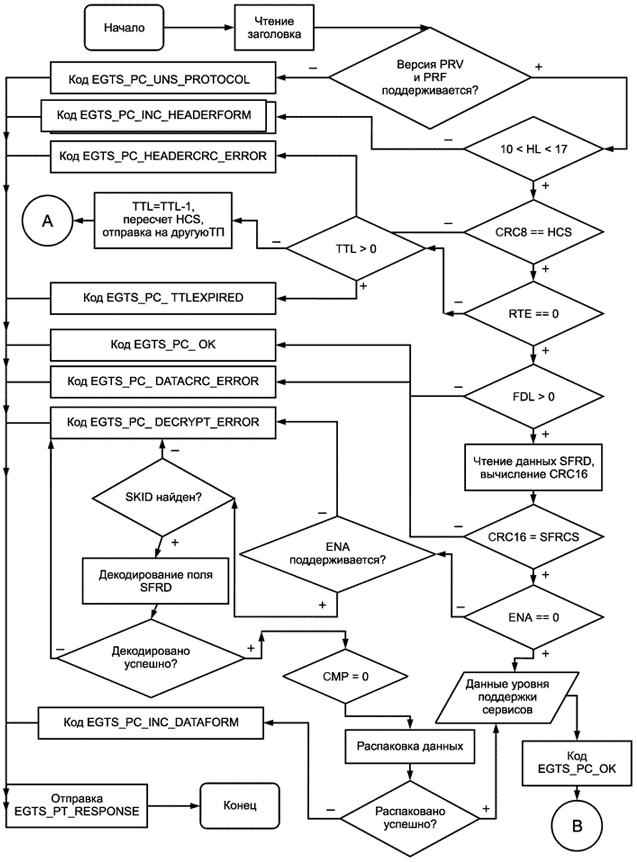 Начало
Чтение
заголовка
Версия PRV
и PRF
поддерживается?
–
+
Код EGTS_PC_UNS_PROTOCOL
Код EGTS_PC_INC_HEADERFORM
–
10 < HL < 17
+
Код EGTS_PC_HEADERCRC_ERROR
A
TTL=TTL-1,
пересчет HCS,
отправка на другуюТП
–
TTL > 0
+
–
CRC8 == HCS
+
Код EGTS_PC_ TTLEXPIRED
–
RTE == 0
+
Код EGTS_PC_ OK
Код EGTS_PC_ DATACRC_ERROR
–
FDL > 0
+
Код EGTS_PC_ DECRYPT_ERROR
–
Чтение данных SFRD,
вычисление CRC16
SKID найден?
+
–
ENA
поддерживается?
+
–
CRC16 = SFRCS
+
Декодирование поля
SFRD
–
ENA == 0
+
–
Декодировано
успешно?
+
CMP = 0
Данные уровня
поддержки
сервисов
Код EGTS_PC_INC_DATAFORM
Распаковка данных
Код
EGTS_PC_OK
Отправка
EGTS_PT_RESPONSE
Конец
–
Распаковано
успешно?
+
B